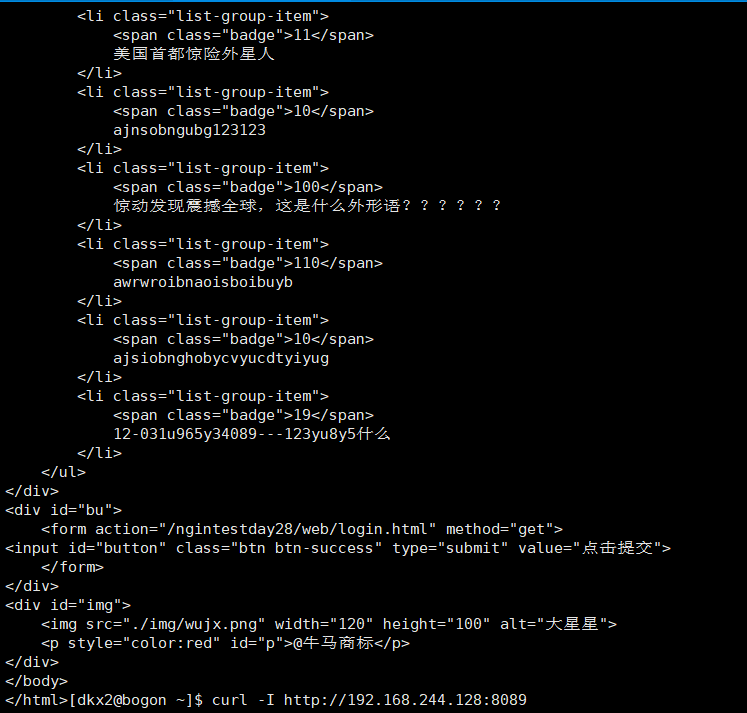 <li class="list-group-item">
<span class="badge">11</span>
美国首都惊险外星人
</li>
<li class="list-group-item">
<span class="badge">10</span>
ajnsobngubg123123
</li>
<li class="list-group-item">
<span class="badge">100</span>
惊动发现震撼全球，这是什么外形语？？？？？？
</li>
<li class="list-group-item">
<span class="badge">110</span>
awrwroibnaoisboibuyb
</li>
<li class="list-group-item">
<span class="badge">10</span>
ajsiobnghobycvyucdtyiyug
</li>
<li class="list-group-item">
<span class="badge">19</span>
12-031u965y34089---123yu8y5什么
</li>
</ul>
</div>
<div id="bu">
<form action="/ngintestday28/web/login.html" method="get">
<input id="button" class="btn btn-success" type="submit" value="点击提交">
</form>
</div>
<div id="img">
<img src="./img/wujx.png" width="120" height="100" alt="大星星">
<p style="color:red" id="p">@牛马商标</p>
</div>
</body>
</html>[dkx2@bogon ~]$ curl -I http://192.168.244.128:8089